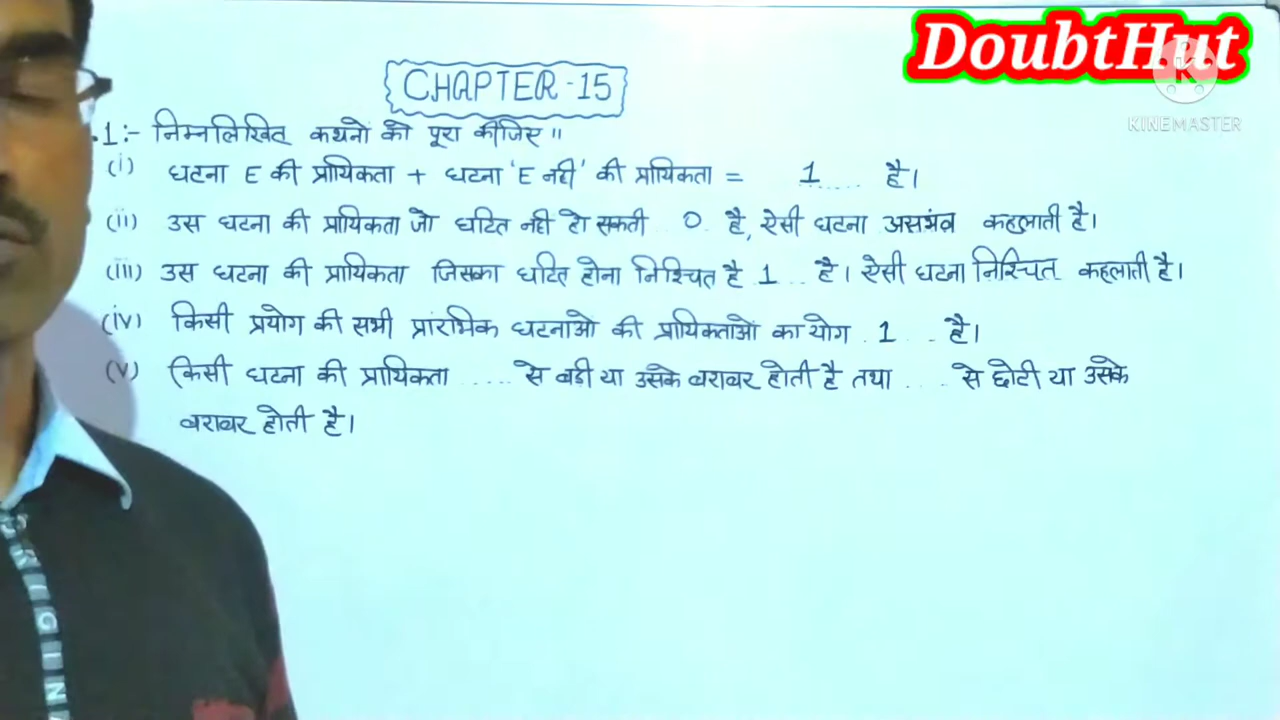 DoubtHut
K
KINEMASTER
CHAPTER-15
.1:- निम्नलिखित कथनों को पूरा कीजिए॥
(i) घटना E की प्रायिकता + घटना 'E नहीं' की प्रायिकता = 1 ..... है।
(ii) उस घटना की प्रायिकता जो घटित नही हो सकती .. 0. है, ऐसी घटना असंभव कहलाती है।
(iii) उस घटना की प्रायिकता जिसका घटित होना निश्चित है 1 ... है। ऐसी घटना निश्चित कहलाती है।
(iv) किसी प्रयोग की सभी प्रारंभिक घटनाओ की प्रायिकताओं का योग . 1 .. है।
(v) किसी घटना की प्रायिकता ..... से बडी या उसके बराबर होती है तथा .... से छोटी या उसके
बराबर होती है।